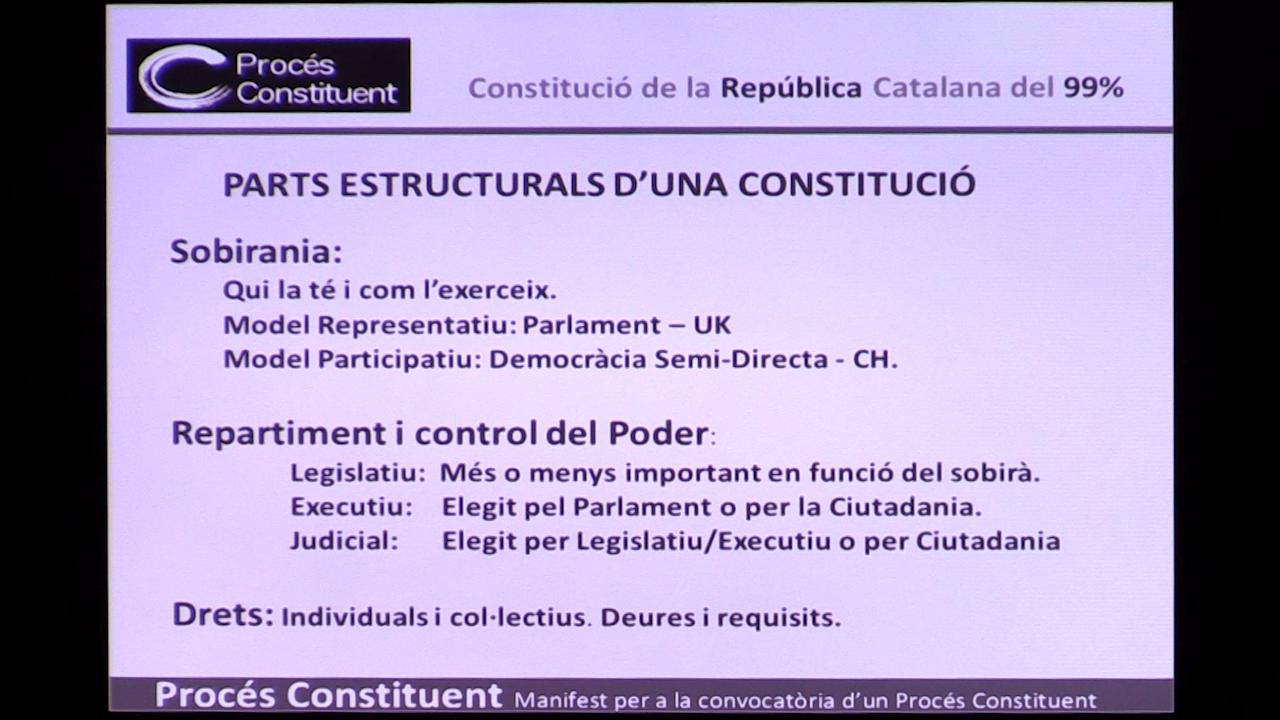 Procés
Constituent
Constitució de la República Catalana del 99%
PARTS ESTRUCTURALS D'UNA CONSTITUCIÓ
Sobirania:
Qui la té i com l'exerceix.
Model Representatiu: Parlament – UK
Model Participatiu: Democràcia Semi-Directa - CH.
Repartiment i control del Poder:
Legislatiu: Més o menys important en funció del sobirà.
Executiu: Elegit pel Parlament o per la Ciutadania.
Judicial: Elegit per Legislatiu/Executiu o per Ciutadania
Drets: Individuals i col·lectius. Deures i requisits.
Procés Constituent Manifest per a la convocatòria d'un Procés Constituent